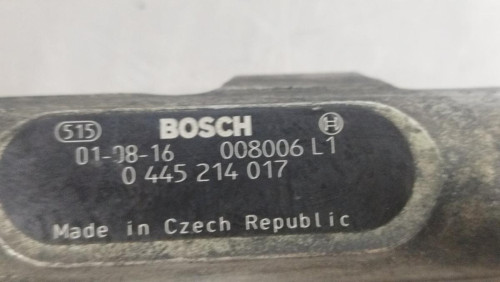 515 BOSCH H
01-08-16 008006 L1
0 445 214 017
Made in Czech Republic